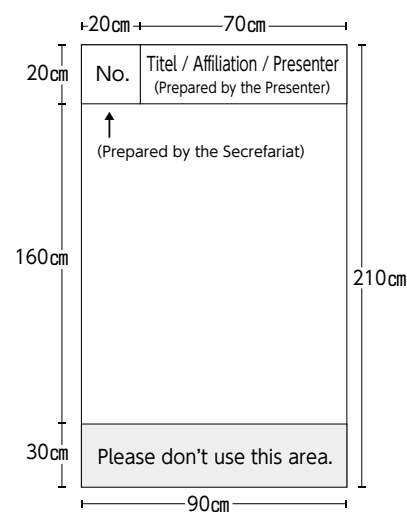 20cm
70cm
20cm
No.
Titel / Affiliation / Presenter
(Prepared by the Presenter)
(Prepared by the Secrefariat)
160cm
210cm
30cm
Please don't use this area.
90cm